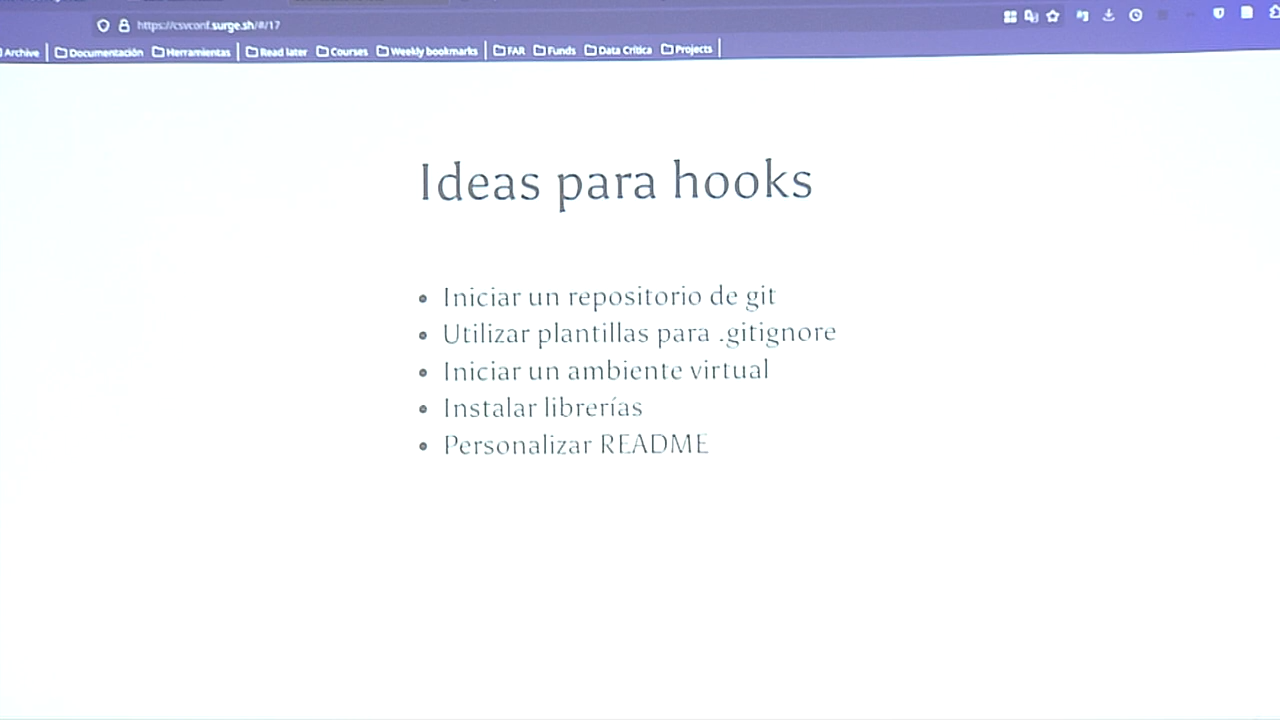 https://csvconf.surge.sh/#/17
Archive Documentación Herramientas Read later Courses Weekly bookmarks FAR Funds Data Crítica Projects
Ideas para hooks
• Iniciar un repositorio de git
• Utilizar plantillas para .gitignore
• Iniciar un ambiente virtual
• Instalar librerías
• Personalizar README